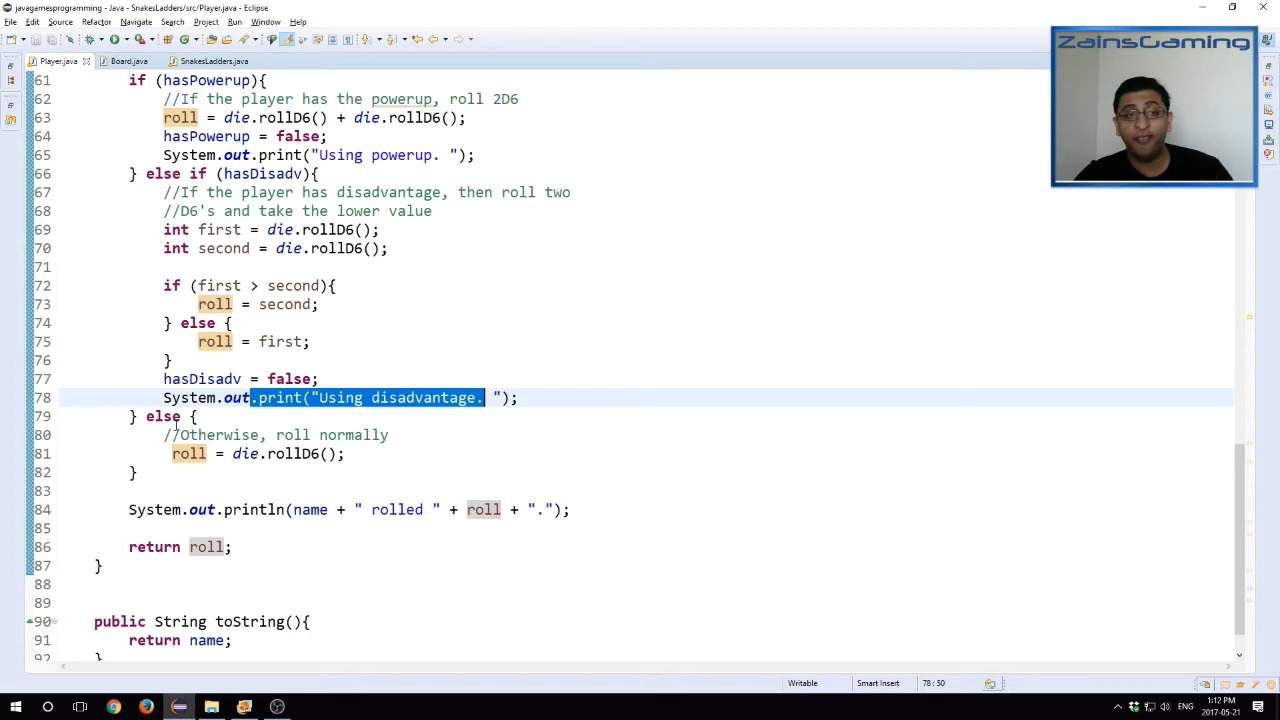 javagamesprogramming - Java - SnakesLadders/src/Player.java - Eclipse
File Edit Source Refactor Navigate Search Project Run Window Help
Player.java Board.java SnakesLadders.java
ZainsGaming
61 if (hasPowerup){
62 //If the player has the powerup, roll 2D6
63 roll = die.rollD6() + die.rollD6();
64 hasPowerup = false;
65 System.out.print("Using powerup. ");
66 } else if (hasDisadv){
67 //If the player has disadvantage, then roll two
68 //D6's and take the lower value
69 int first = die.rollD6();
70 int second = die.rollD6();
71
72 if (first > second){
73 roll = second;
74 } else {
75 roll = first;
76 }
77 hasDisadv = false;
78 System.out.print("Using disadvantage. ");
79 } else {
80 //Otherwise, roll normally
81 roll = die.rollD6();
82 }
83
84 System.out.println(name + " rolled " + roll + ".");
85
86 return roll;
87 }
88
89
90 public String toString(){
91 return name;
92 }
Writable Smart Insert 78 : 50
ENG 1:12 PM
2017-05-21